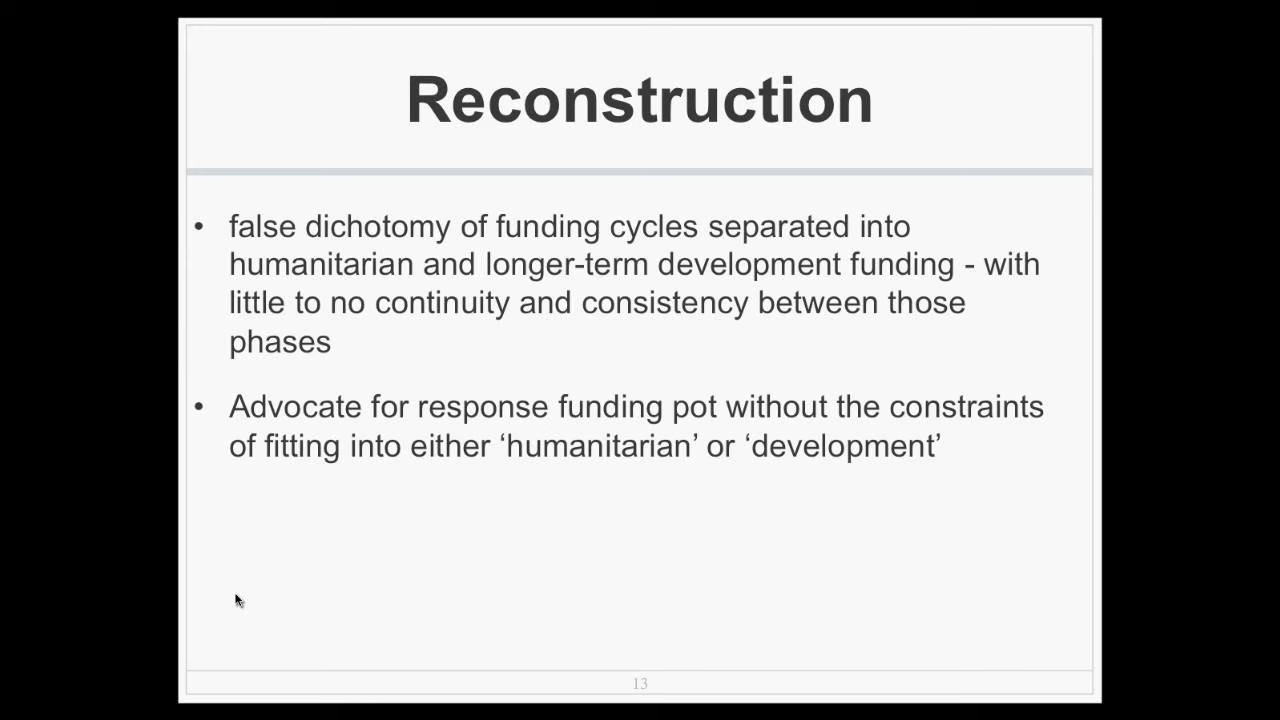 Reconstruction
• false dichotomy of funding cycles separated into
humanitarian and longer-term development funding - with
little to no continuity and consistency between those
phases
• Advocate for response funding pot without the constraints
of fitting into either ‘humanitarian’ or ‘development’
13